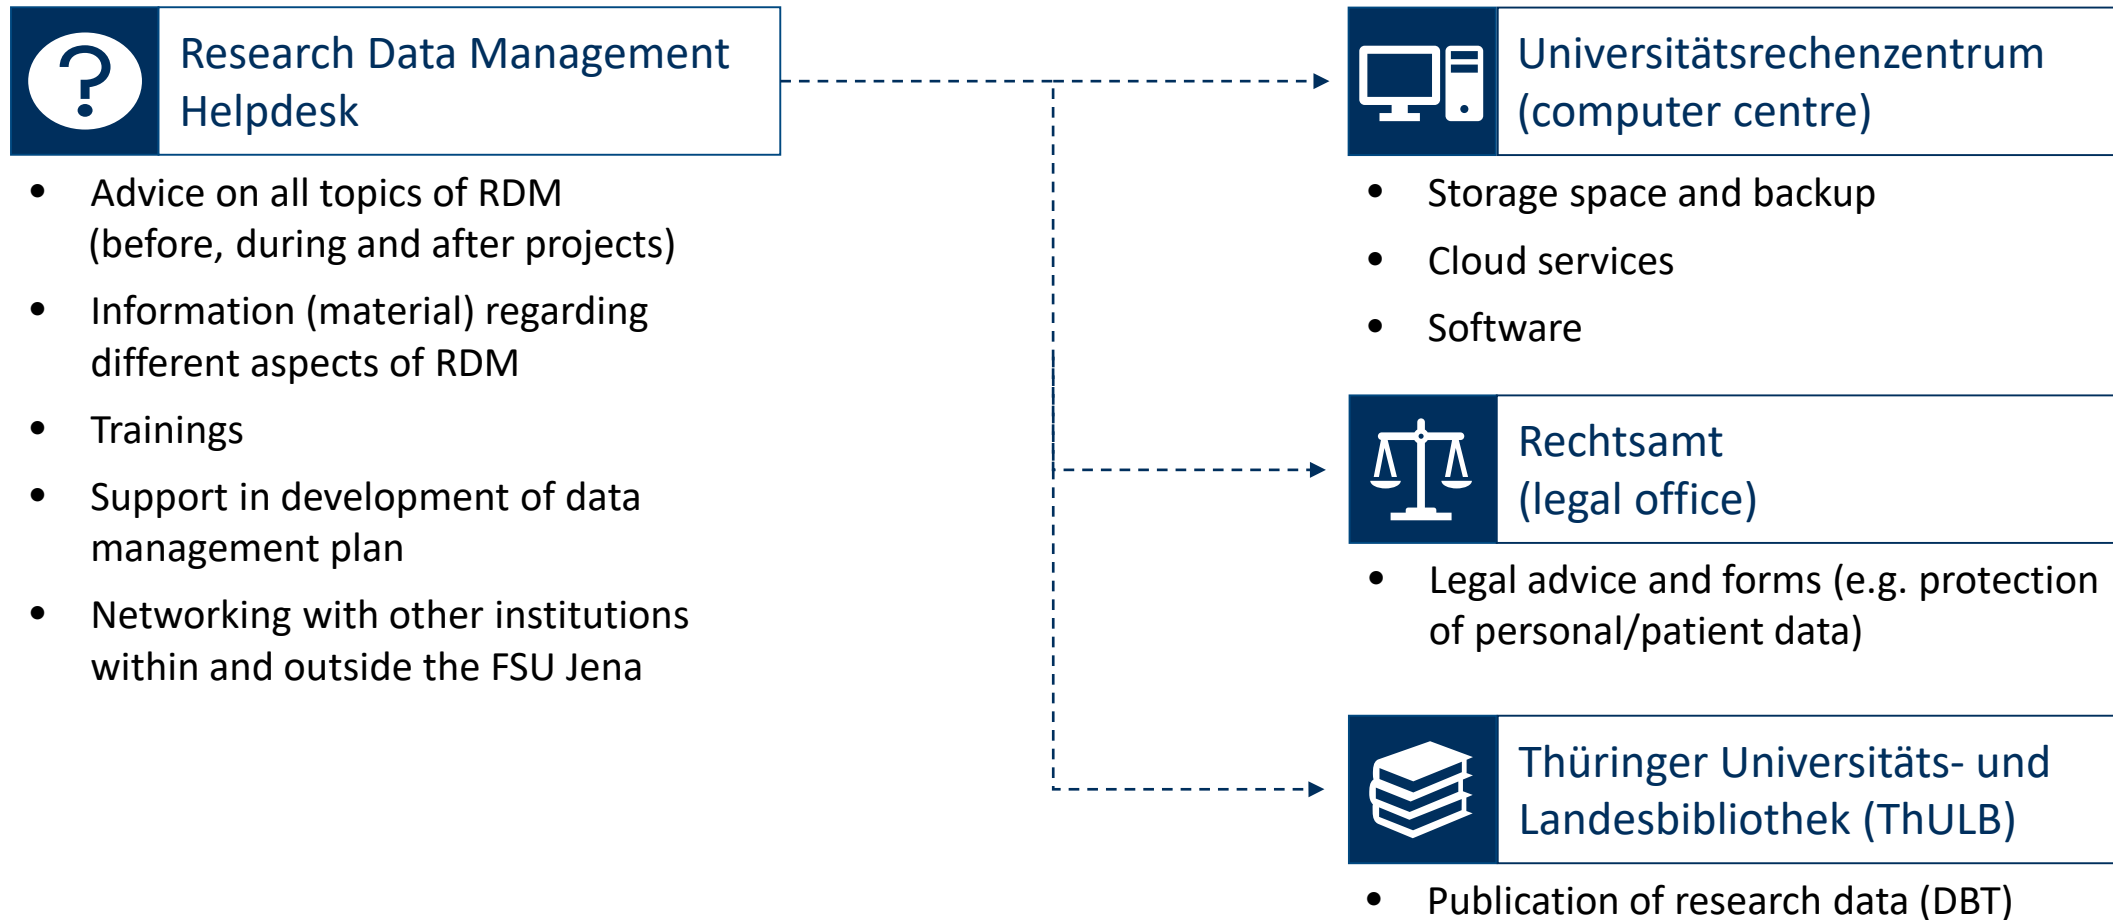 Research Data Management
Helpdesk
• Advice on all topics of RDM
(before, during and after projects)
• Information (material) regarding
different aspects of RDM
• Trainings
• Support in development of data
management plan
• Networking with other institutions
within and outside the FSU Jena
Universitätsrechenzentrum
(computer centre)
• Storage space and backup
• Cloud services
• Software
Rechtsamt
(legal office)
• Legal advice and forms (e.g. protection
of personal/patient data)
Thüringer Universitäts- und
Landesbibliothek (ThULB)
• Publication of research data (DBT)